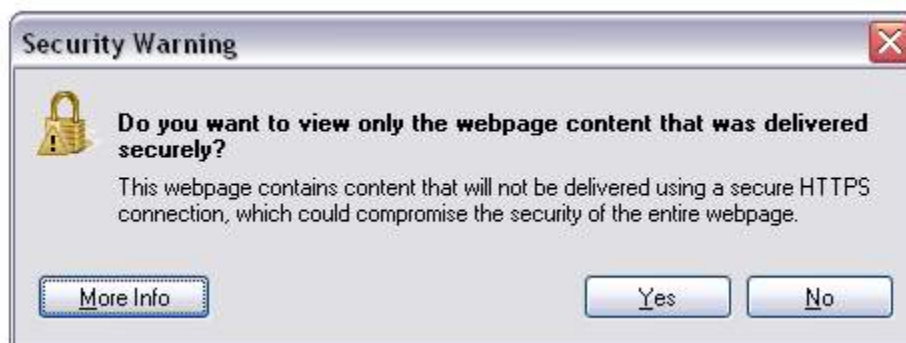 Security Warning
Do you want to view only the webpage content that was delivered
securely?
This webpage contains content that will not be delivered using a secure HTTPS
connection, which could compromise the security of the entire webpage.
More Info Yes No